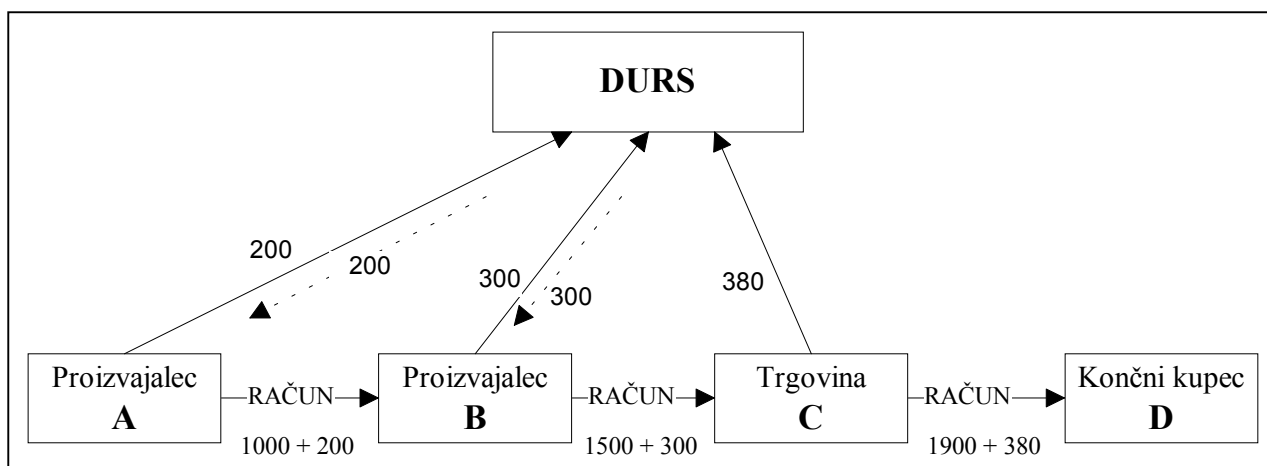 DURS
200
200
300
300
380
Proizvajalec
A
RAČUN
1000 + 200
Proizvajalec
B
RAČUN
1500 + 300
Trgovina
C
RAČUN
1900 + 380
Končni kupec
D